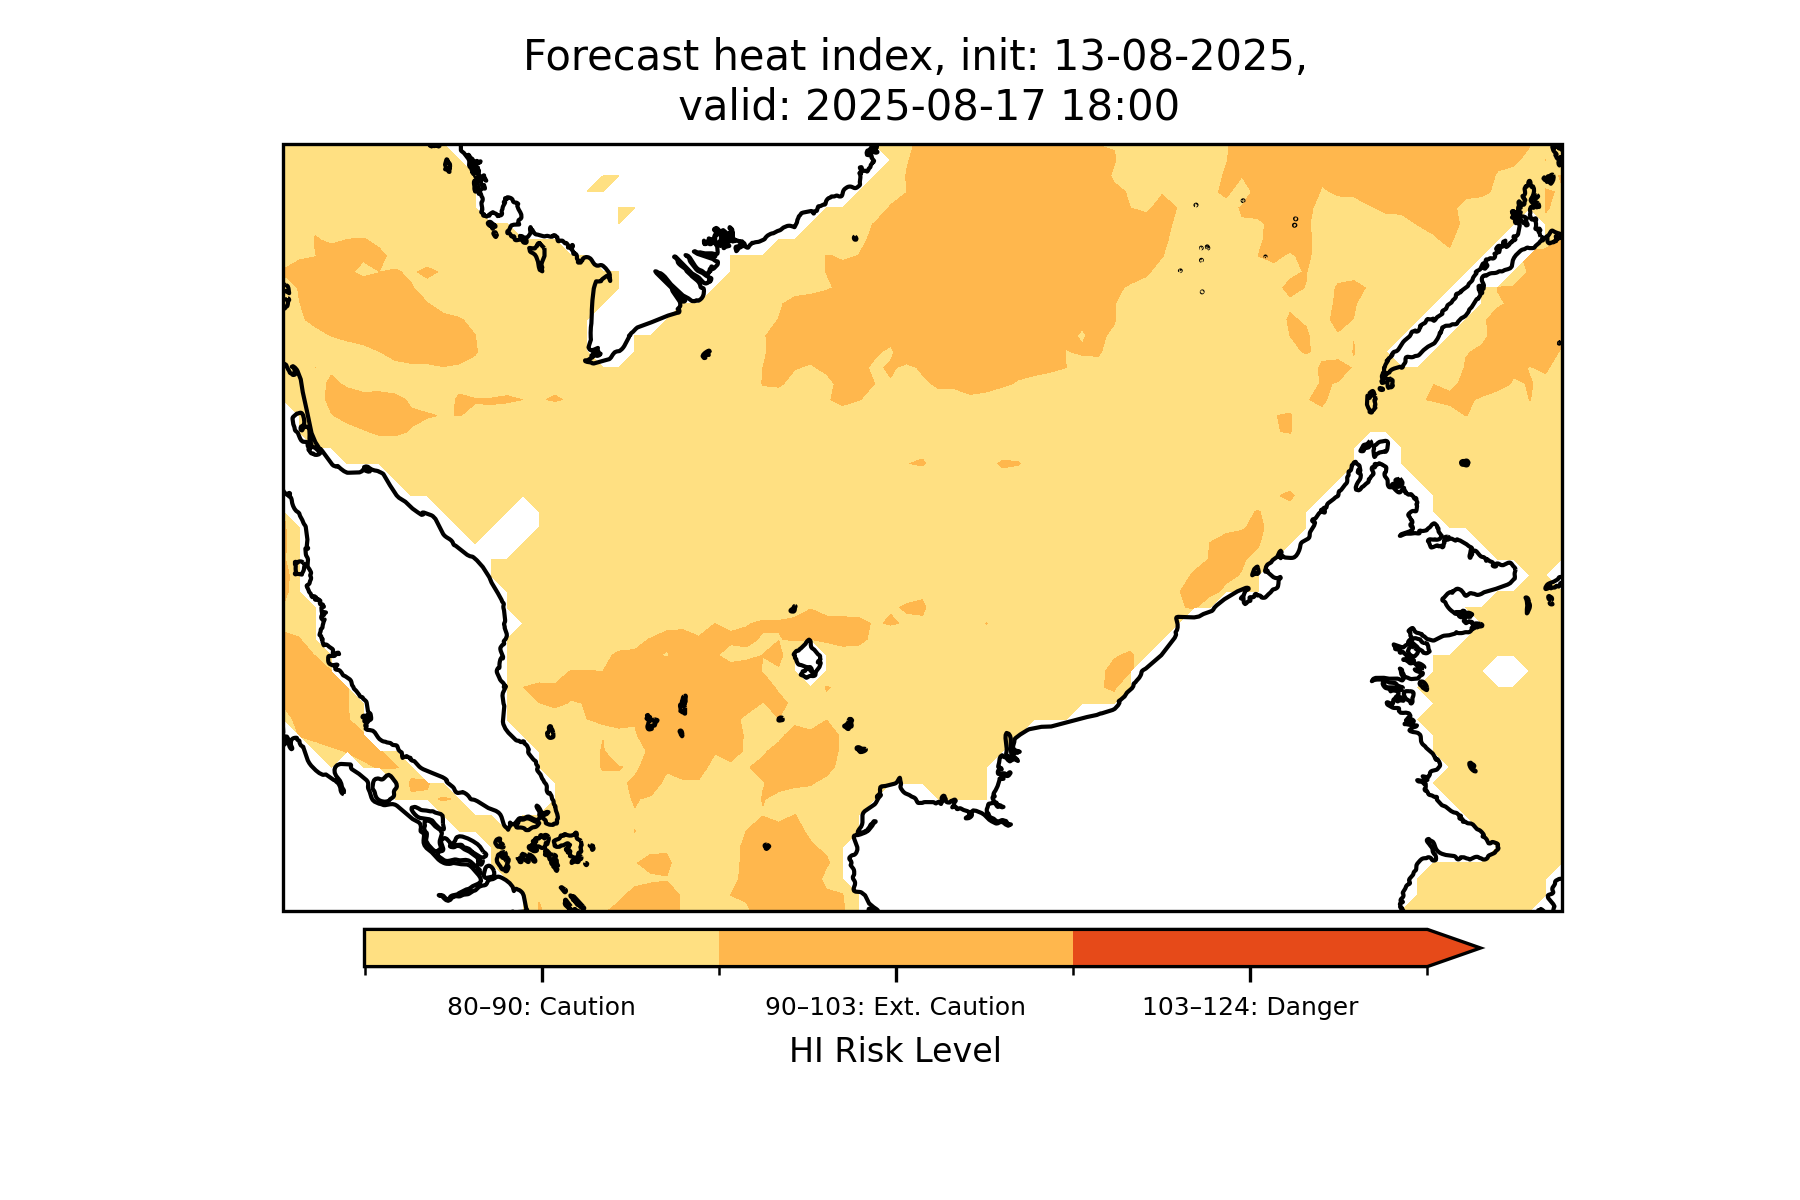 Forecast heat index, init: 13-08-2025,
valid: 2025-08-17 18:00
80–90: Caution
90–103: Ext. Caution
103–124: Danger
HI Risk Level